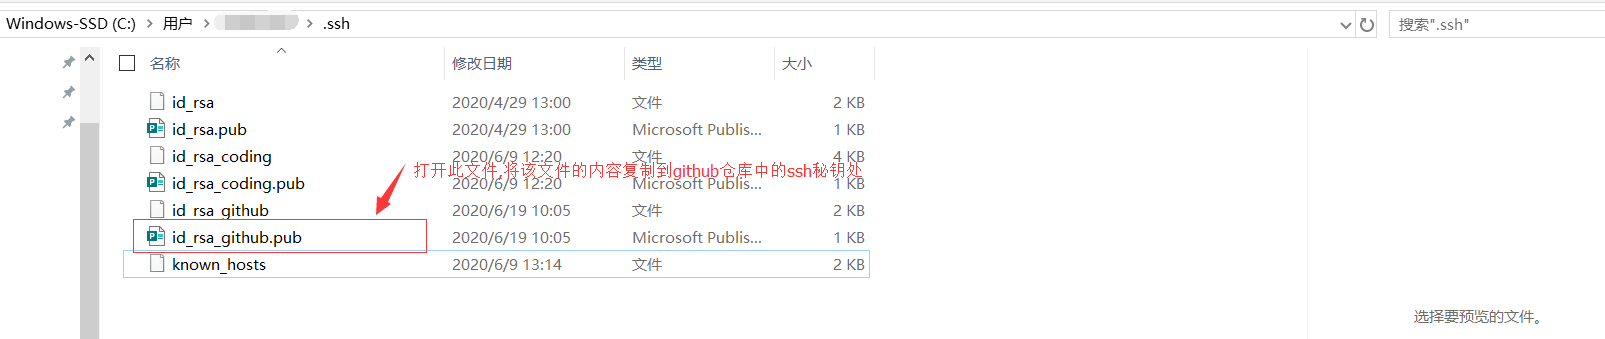 Windows-SSD (C:) > 用户 > > .ssh
搜索".ssh"
名称 修改日期 类型 大小
id_rsa 2020/4/29 13:00 文件 2 KB
id_rsa.pub 2020/4/29 13:00 Microsoft Publis... 1 KB
id_rsa_coding 2020/6/9 12:20 文件 4 KB
打开此文件,将该文件的内容复制到github仓库中的ssh秘钥处
id_rsa_coding.pub 2020/6/9 12:20 Microsoft Publis... 1 KB
id_rsa_github 2020/6/19 10:05 文件 2 KB
id_rsa_github.pub 2020/6/19 10:05 Microsoft Publis... 1 KB
known_hosts 2020/6/9 13:14 文件 2 KB
选择要预览的文件。